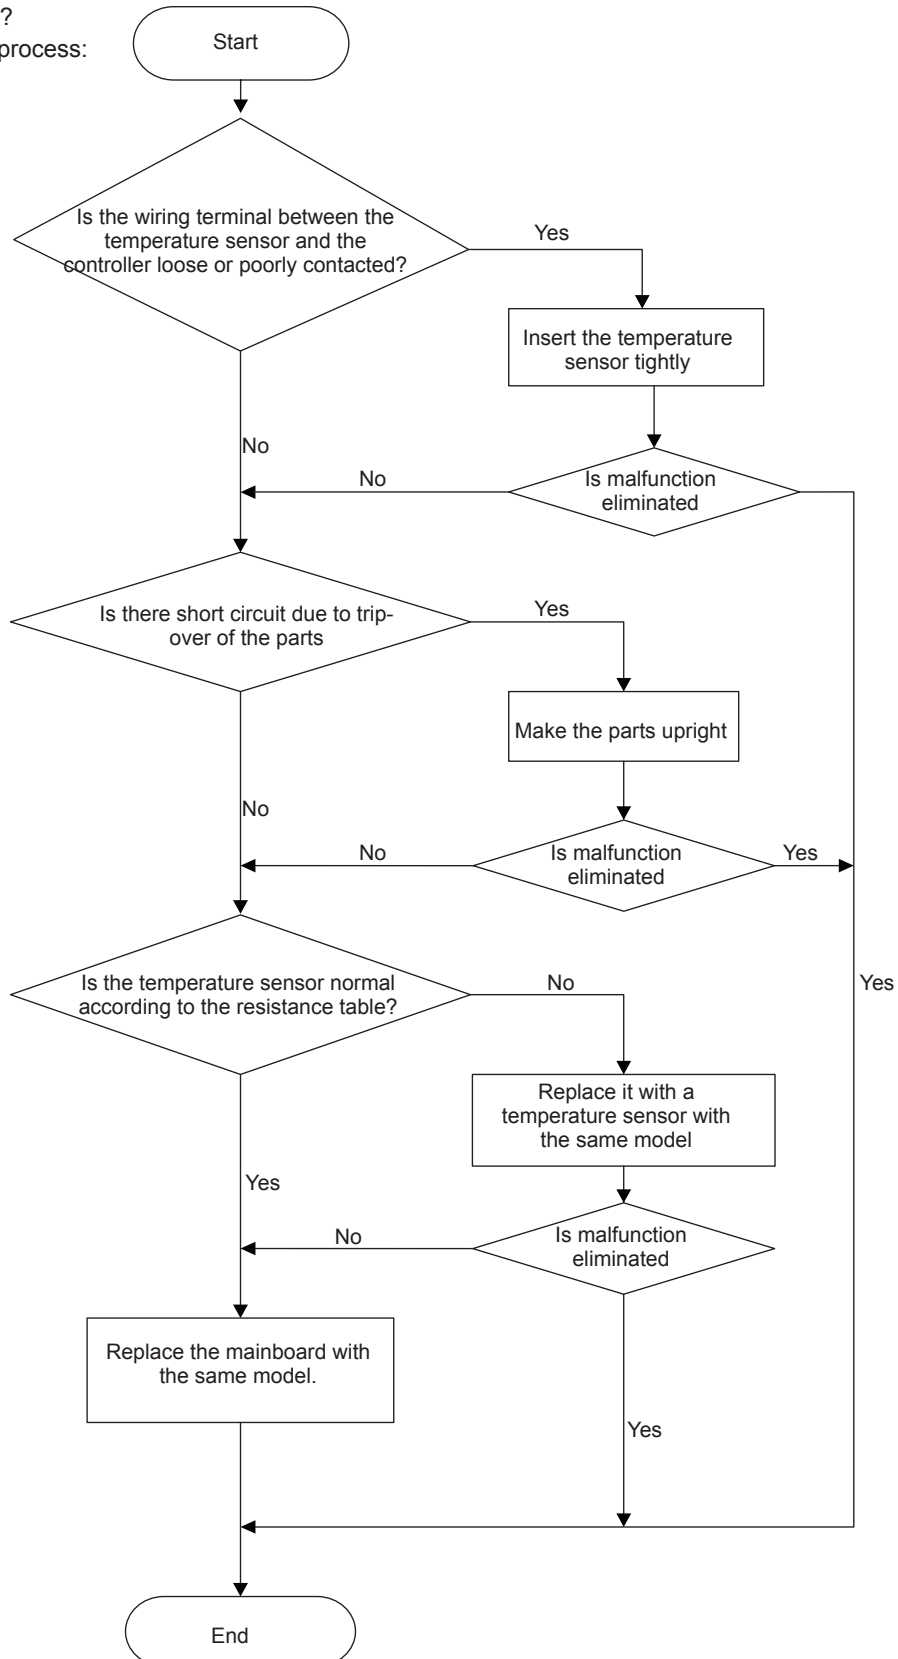 ?
process:
Start
Is the wiring terminal between the
temperature sensor and the
controller loose or poorly contacted?
Yes
Insert the temperature
sensor tightly
No
Is malfunction
eliminated
No
Is there short circuit due to trip-
over of the parts
Yes
Make the parts upright
No
Is malfunction
eliminated
No
Yes
Is the temperature sensor normal
according to the resistance table?
No
Yes
Replace it with a
temperature sensor with
the same model
Yes
Is malfunction
eliminated
No
Replace the mainboard with
the same model.
Yes
End